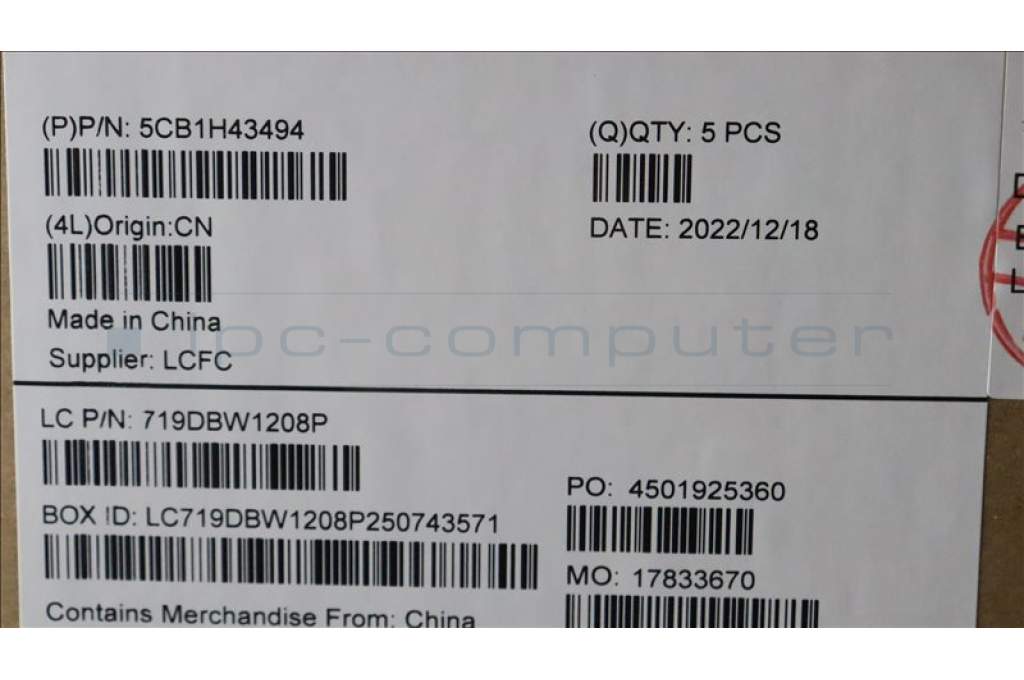 (P)P/N: 5CB1H43494
(Q)QTY: 5 PCS
(4L)Origin:CN
DATE: 2022/12/18
Made in China
ipc-computer
Supplier: LCFC
LC P/N: 719DBW1208P
PO: 4501925360
BOX ID: LC719DBW1208P250743571
MO: 17833670
Contains Merchandise From: China